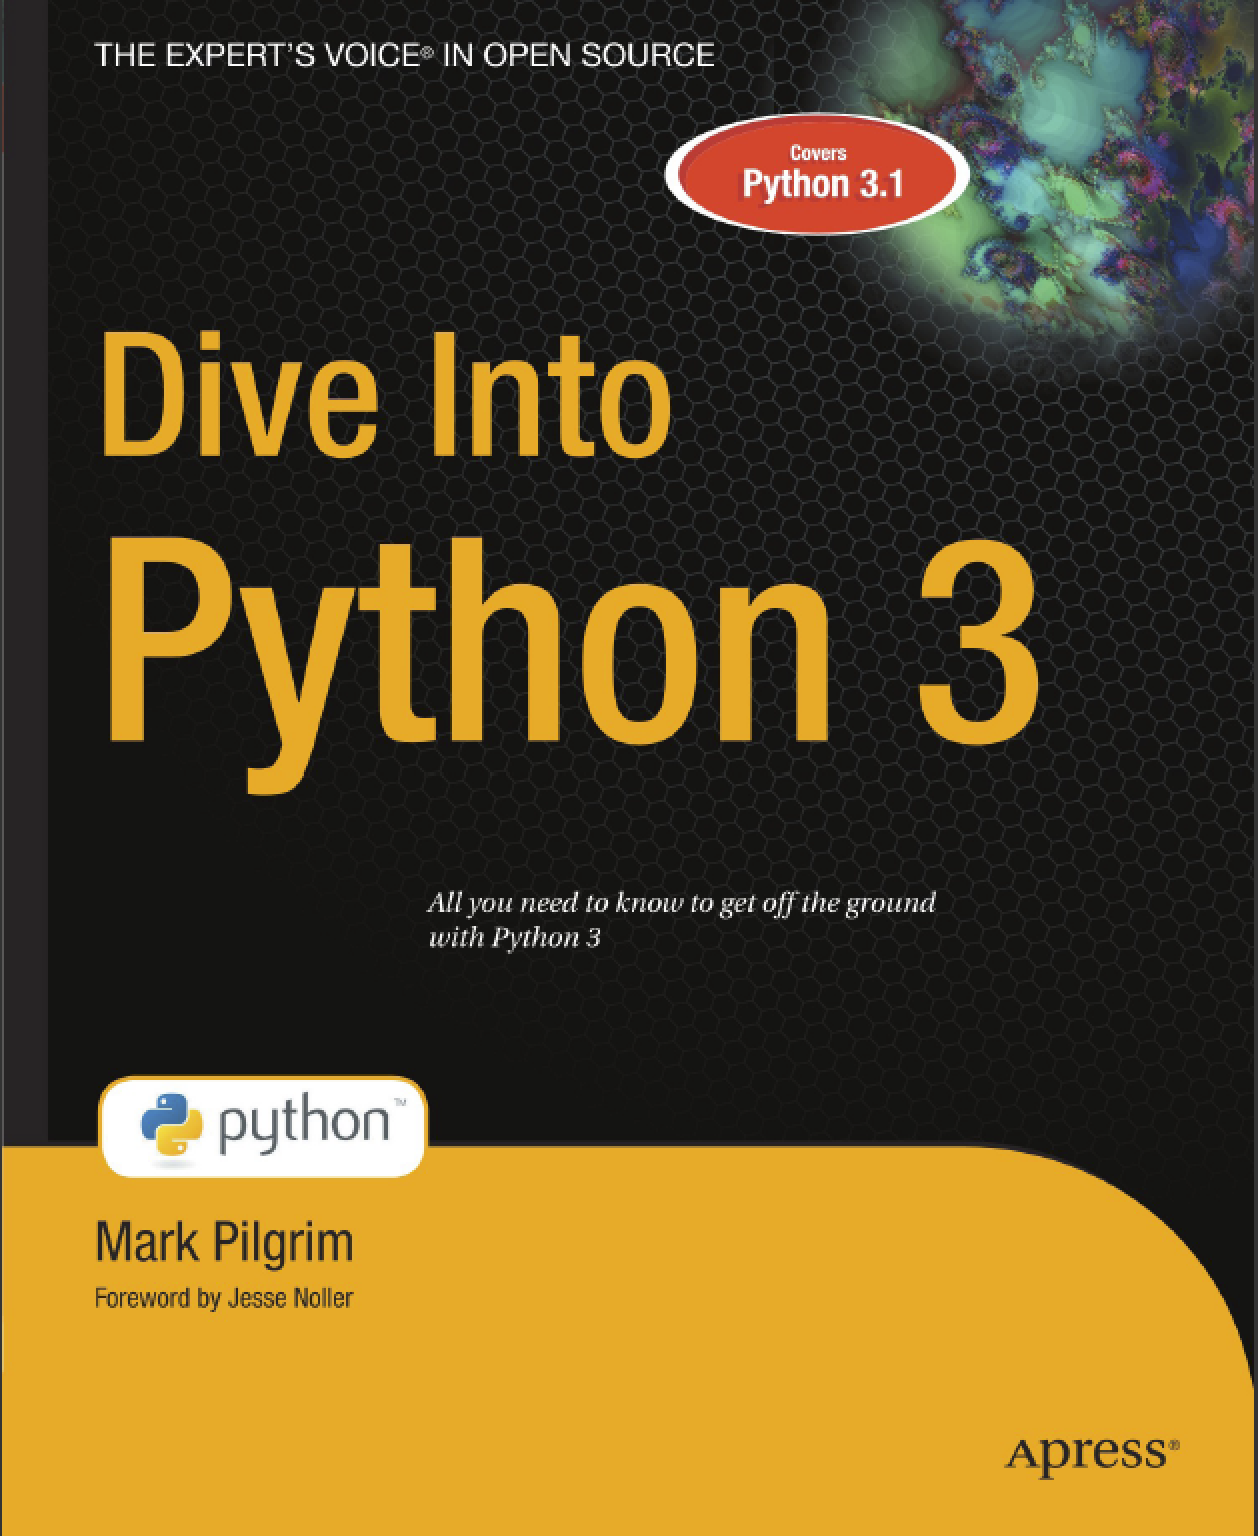 THE EXPERT’S VOICE® IN OPEN SOURCE
Covers
Python 3.1
Dive Into
Python 3
All you need to know to get off the ground
with Python 3
python™
Mark Pilgrim
Foreword by Jesse Noller
Apress®